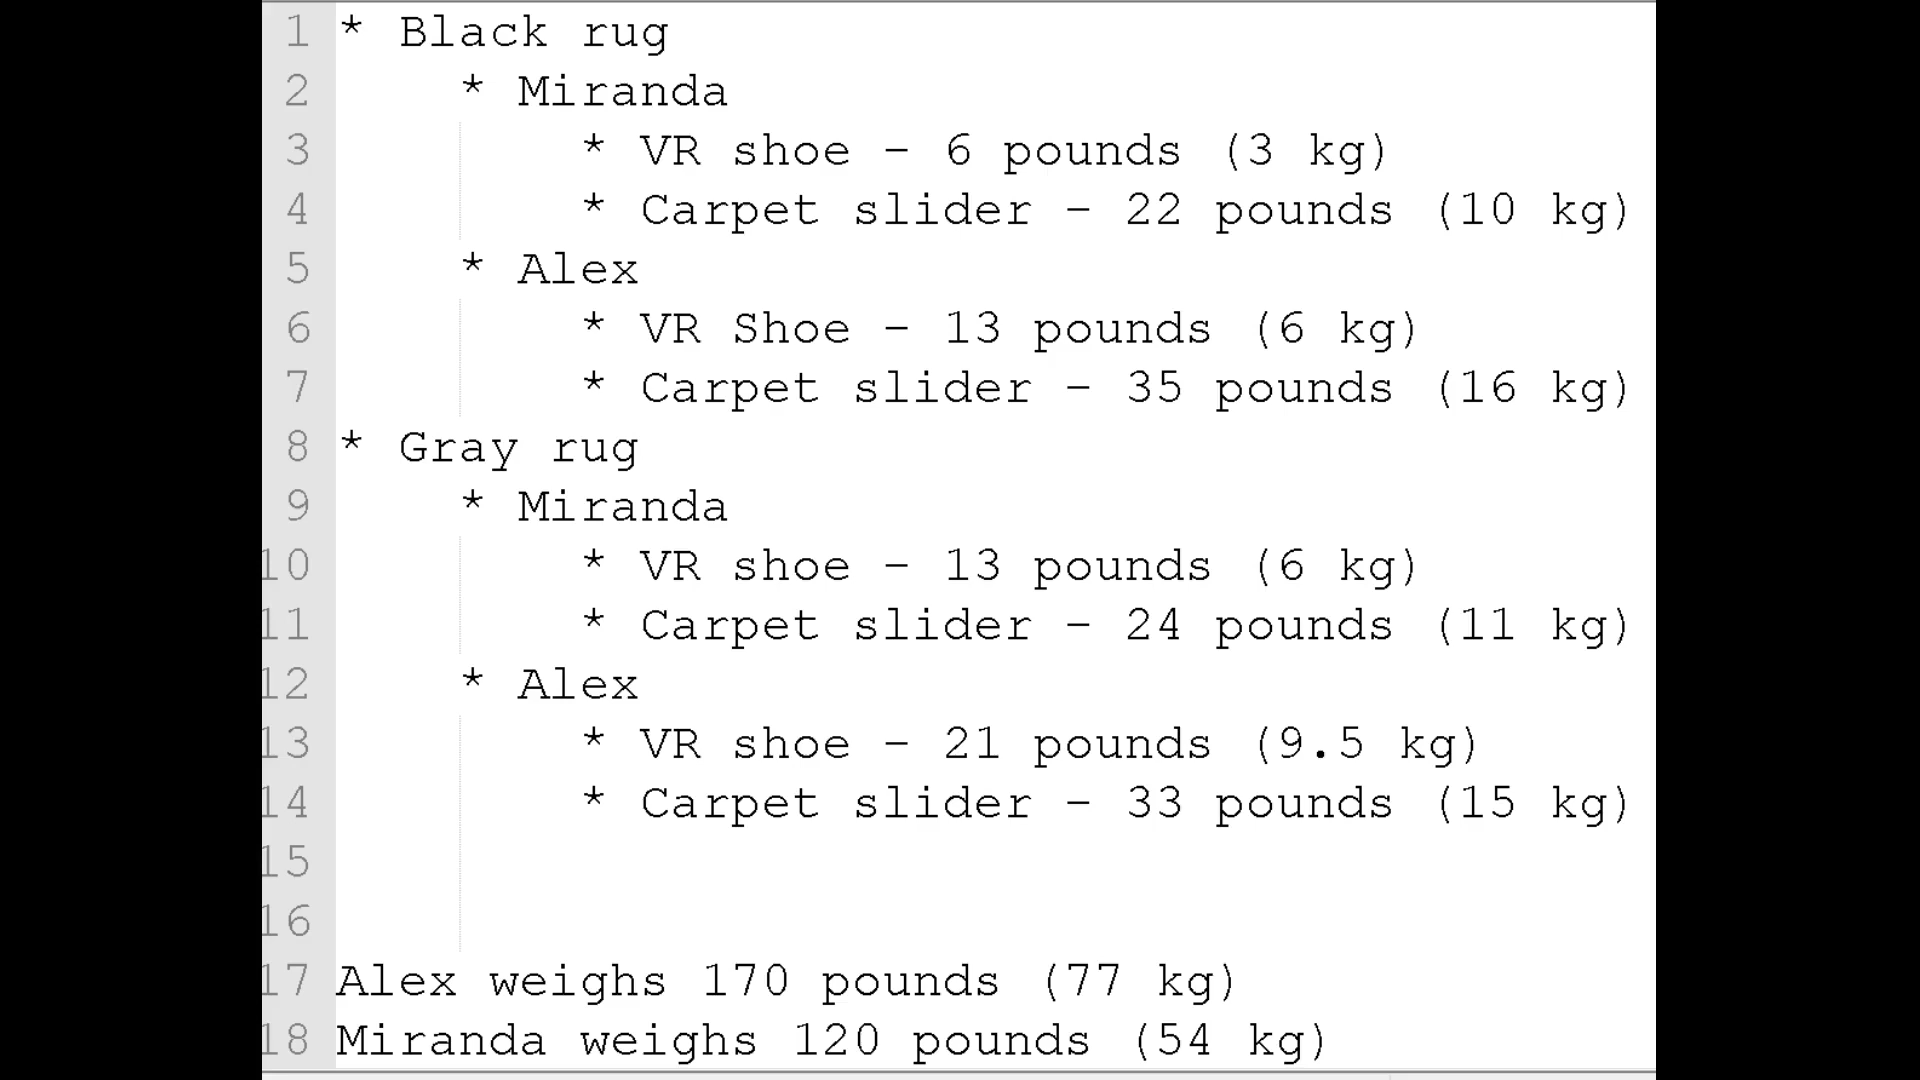 1 * Black rug
2 * Miranda
3 * VR shoe - 6 pounds (3 kg)
4 * Carpet slider - 22 pounds (10 kg)
5 * Alex
6 * VR Shoe - 13 pounds (6 kg)
7 * Carpet slider - 35 pounds (16 kg)
8 * Gray rug
9 * Miranda
10 * VR shoe - 13 pounds (6 kg)
11 * Carpet slider - 24 pounds (11 kg)
12 * Alex
13 * VR shoe - 21 pounds (9.5 kg)
14 * Carpet slider - 33 pounds (15 kg)
15
16
17 Alex weighs 170 pounds (77 kg)
18 Miranda weighs 120 pounds (54 kg)